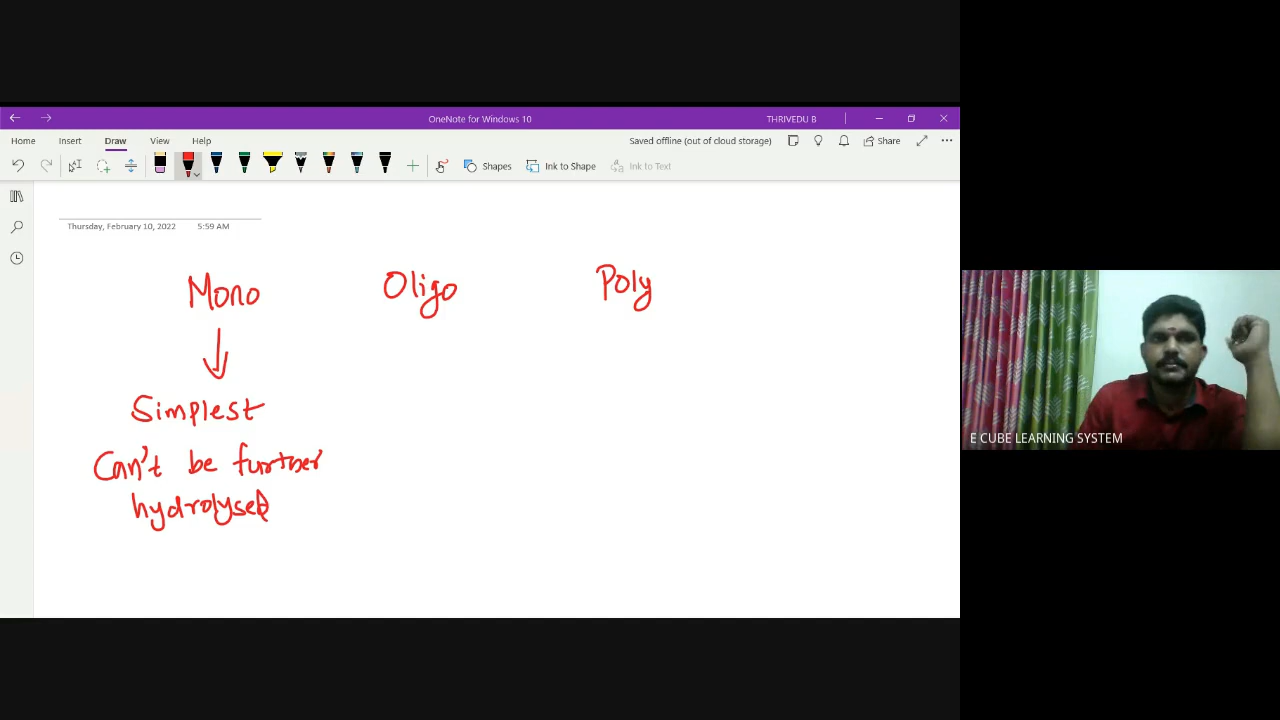 OneNote for Windows 10
THRIVEDU B
Home Insert Draw View Help
Saved offline (out of cloud storage)
Share
Shapes
Ink to Shape
Ink to Text
Thursday, February 10, 2022 5:59 AM
Mono Oligo Poly
Simplest
Can't be further
hydrolysed
E CUBE LEARNING SYSTEM